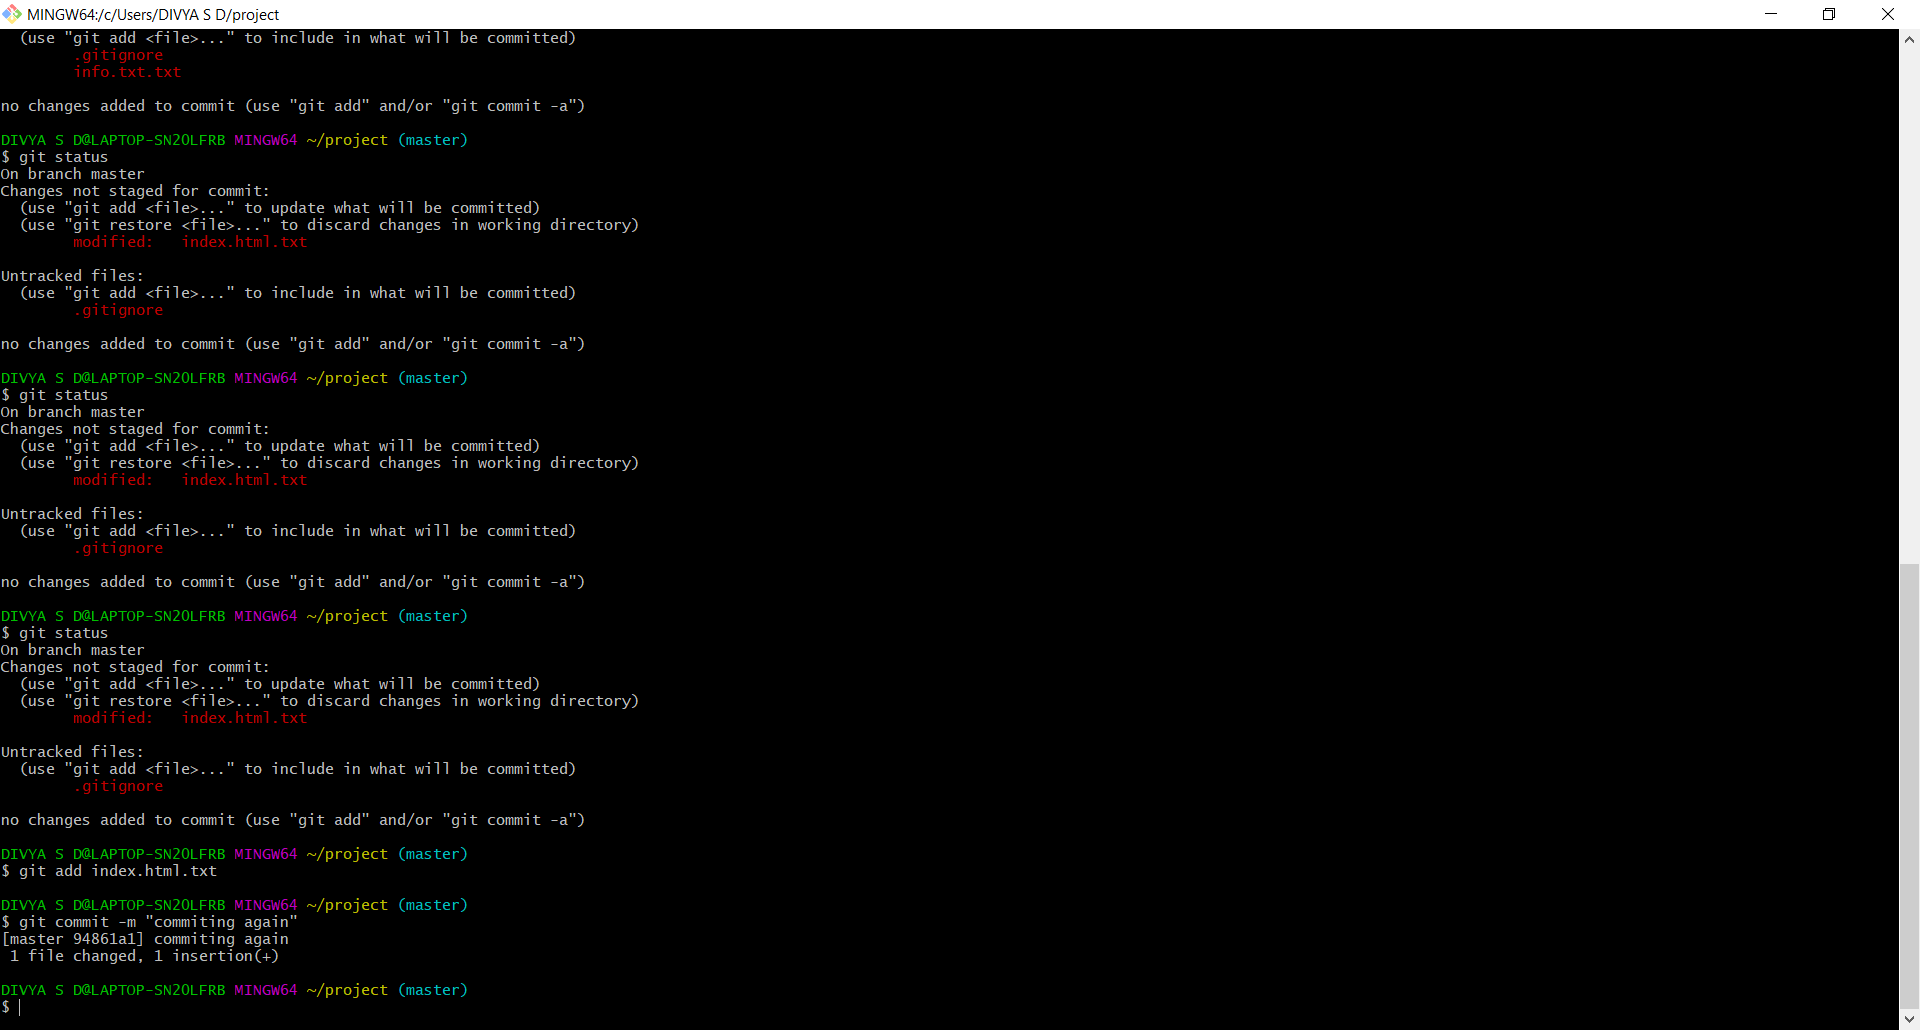 MINGW64:/c/Users/DIVYA S D/project
  (use "git add <file>..." to include in what will be committed)
        .gitignore
        info.txt.txt

no changes added to commit (use "git add" and/or "git commit -a")

DIVYA S D@LAPTOP-SN2OLFRB MINGW64 ~/project (master)
$ git status
On branch master
Changes not staged for commit:
  (use "git add <file>..." to update what will be committed)
  (use "git restore <file>..." to discard changes in working directory)
        modified:   index.html.txt

Untracked files:
  (use "git add <file>..." to include in what will be committed)
        .gitignore

no changes added to commit (use "git add" and/or "git commit -a")

DIVYA S D@LAPTOP-SN2OLFRB MINGW64 ~/project (master)
$ git status
On branch master
Changes not staged for commit:
  (use "git add <file>..." to update what will be committed)
  (use "git restore <file>..." to discard changes in working directory)
        modified:   index.html.txt

Untracked files:
  (use "git add <file>..." to include in what will be committed)
        .gitignore

no changes added to commit (use "git add" and/or "git commit -a")

DIVYA S D@LAPTOP-SN2OLFRB MINGW64 ~/project (master)
$ git status
On branch master
Changes not staged for commit:
  (use "git add <file>..." to update what will be committed)
  (use "git restore <file>..." to discard changes in working directory)
        modified:   index.html.txt

Untracked files:
  (use "git add <file>..." to include in what will be committed)
        .gitignore

no changes added to commit (use "git add" and/or "git commit -a")

DIVYA S D@LAPTOP-SN2OLFRB MINGW64 ~/project (master)
$ git add index.html.txt

DIVYA S D@LAPTOP-SN2OLFRB MINGW64 ~/project (master)
$ git commit -m "commiting again"
[master 94861a1] commiting again
 1 file changed, 1 insertion(+)

DIVYA S D@LAPTOP-SN2OLFRB MINGW64 ~/project (master)
$